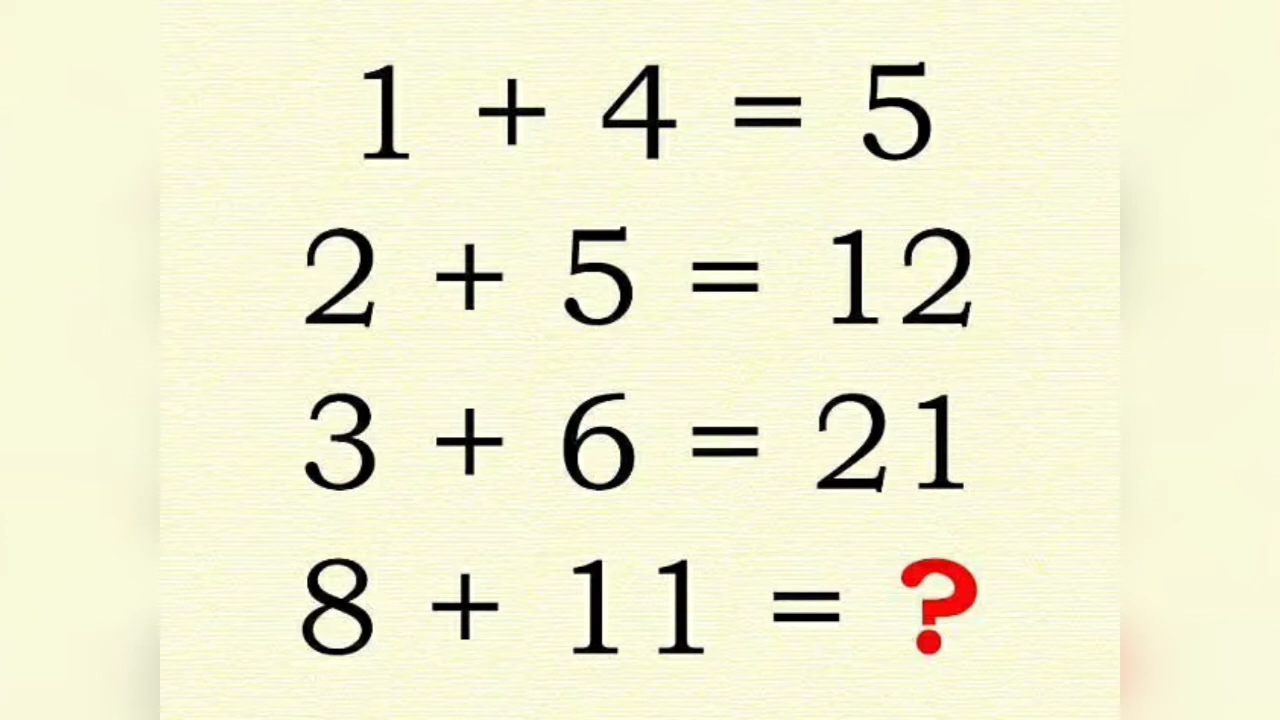 1 + 4 = 5
2 + 5 = 12
3 + 6 = 21
8 + 11 = ?